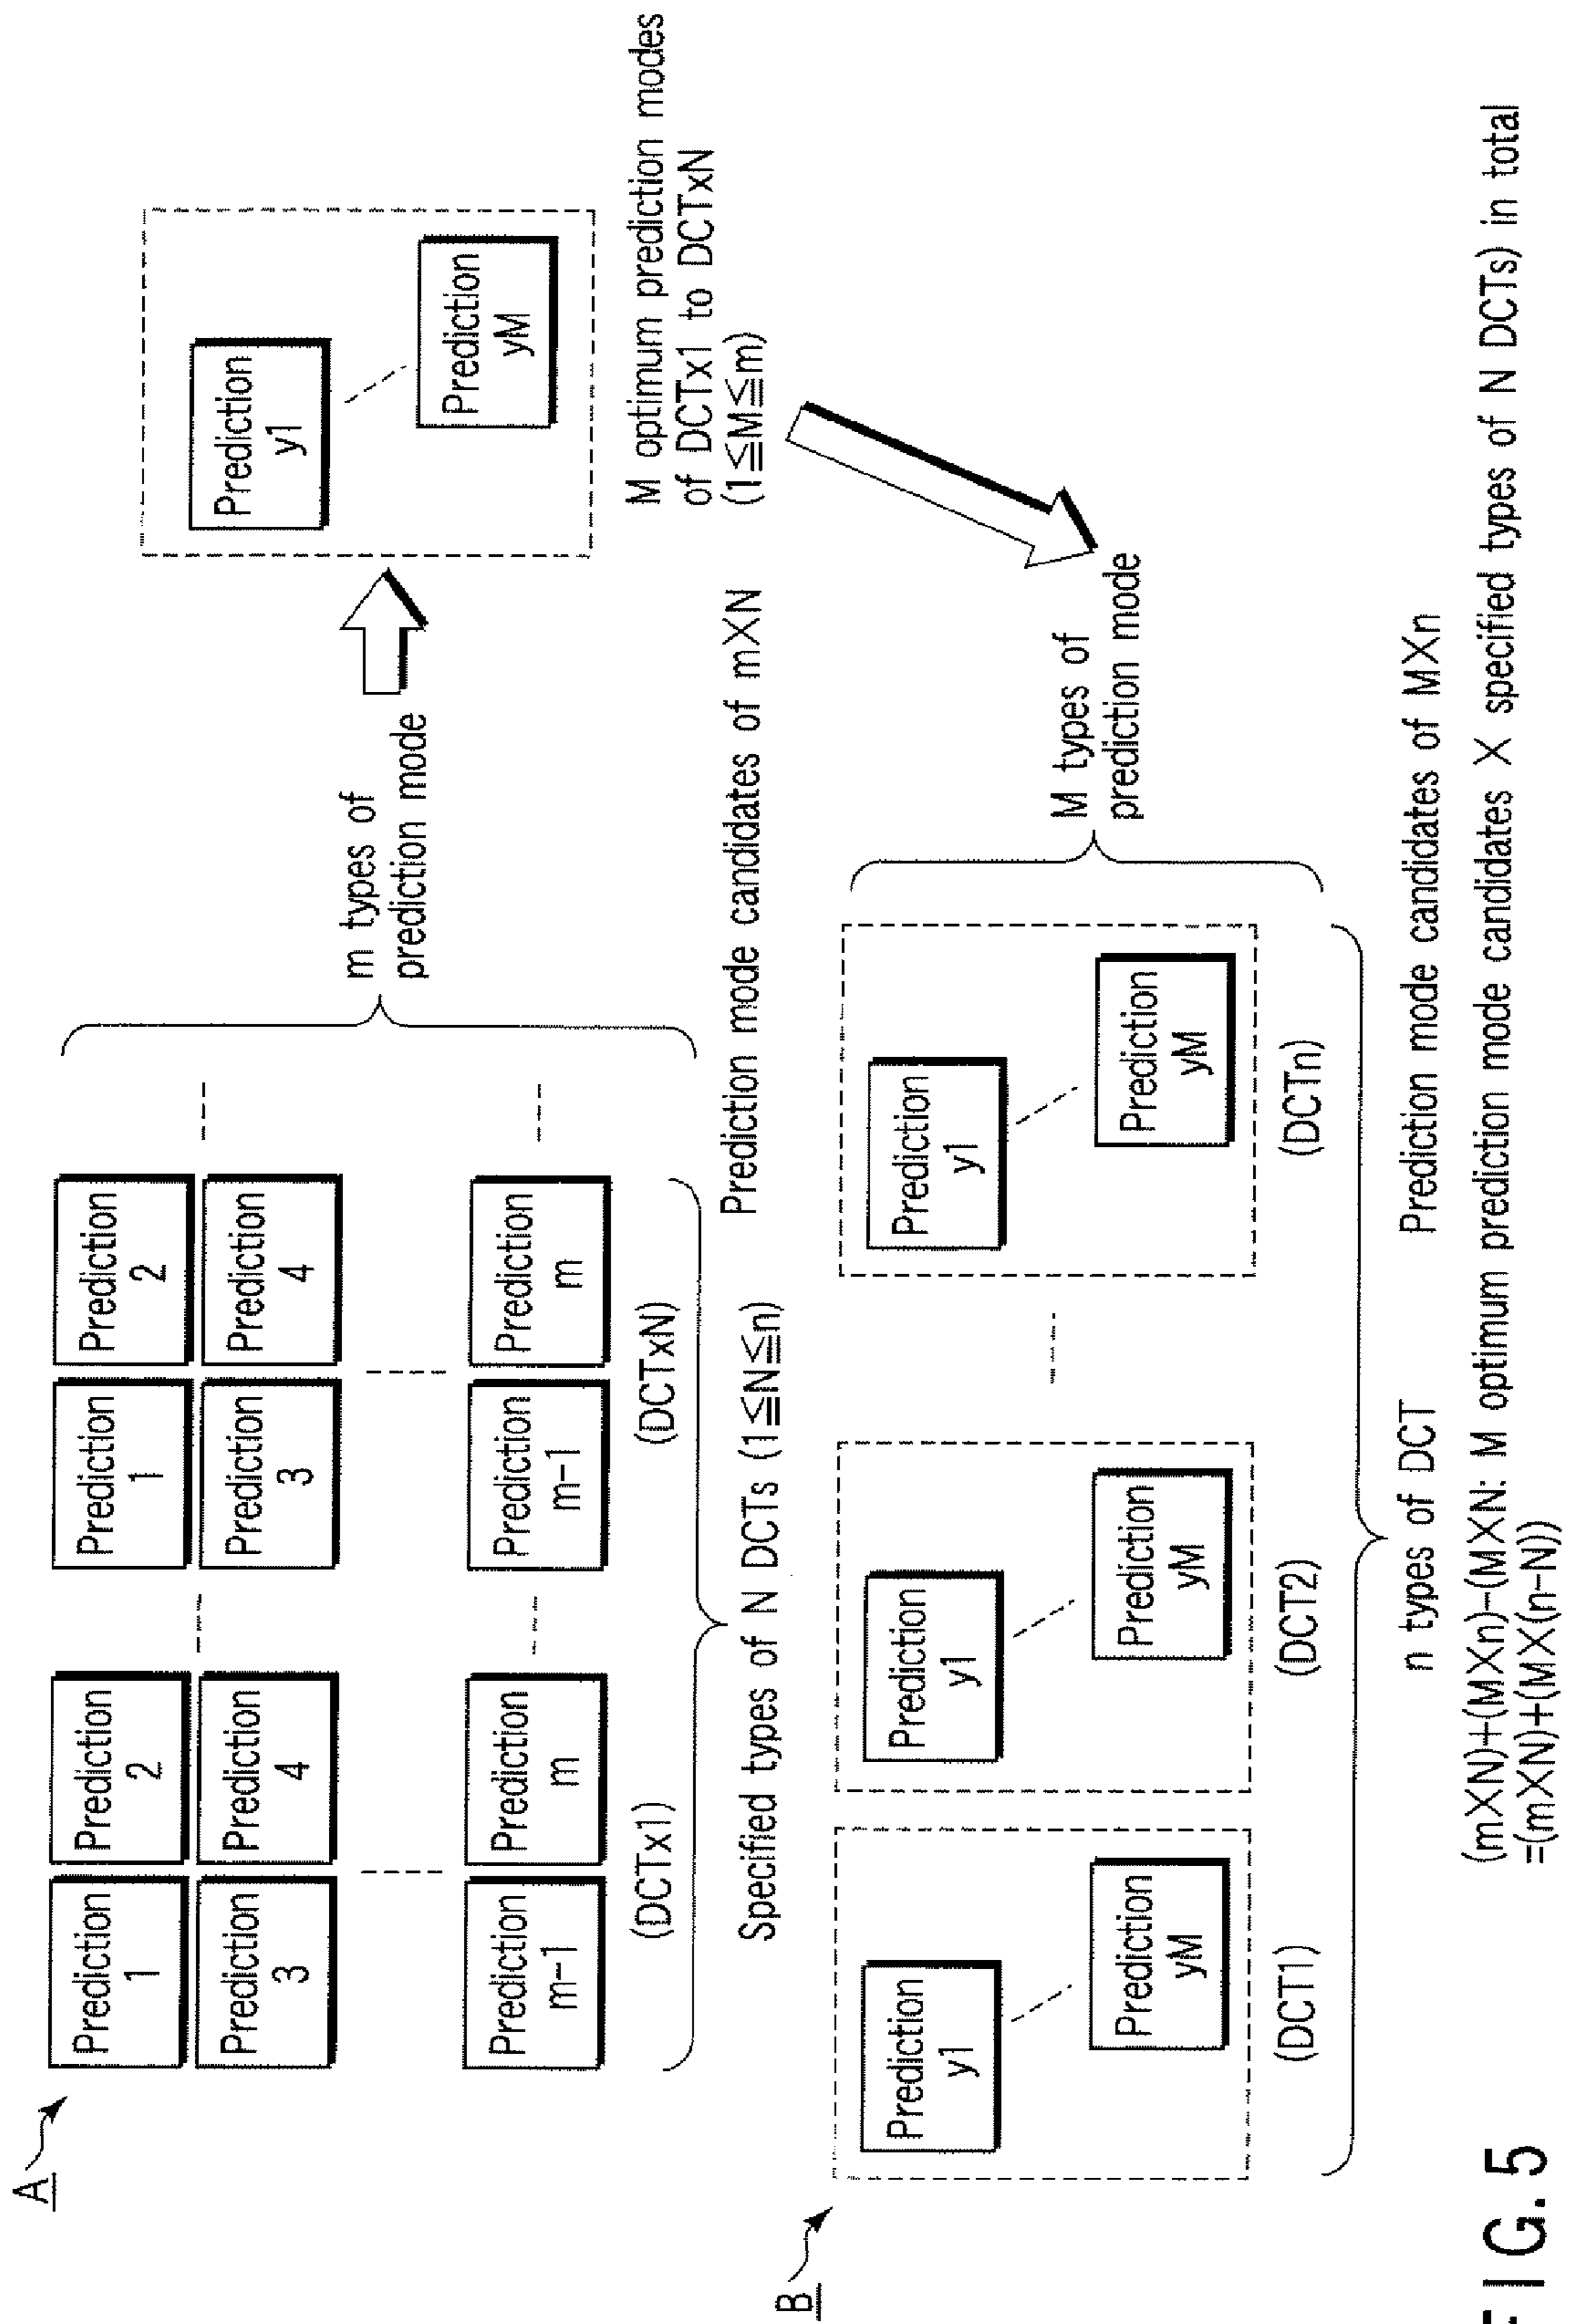 A
Prediction
1
Prediction
2
Prediction
3
Prediction
4
Prediction
m-1
Prediction
m
(DCTx1)
Prediction
1
Prediction
2
Prediction
3
Prediction
4
Prediction
m-1
Prediction
m
(DCTxN)
Specified types of N DCTs (1≦N≦n)
m types of
prediction mode
Prediction mode candidates of m×N
Prediction
y1
Prediction
yM
M optimum prediction modes
of DCTx1 to DCTxN
(1≦M≦m)
B
Prediction
y1
Prediction
yM
(DCT1)
Prediction
y1
Prediction
yM
(DCT2)
Prediction
y1
Prediction
yM
(DCTn)
M types of
prediction mode
n types of DCT
Prediction mode candidates of M×n
(m×N)+(M×n)-(M×N: M optimum prediction mode candidates × specified types of N DCTs) in total
=(m×N)+(M×(n-N))
FIG. 5